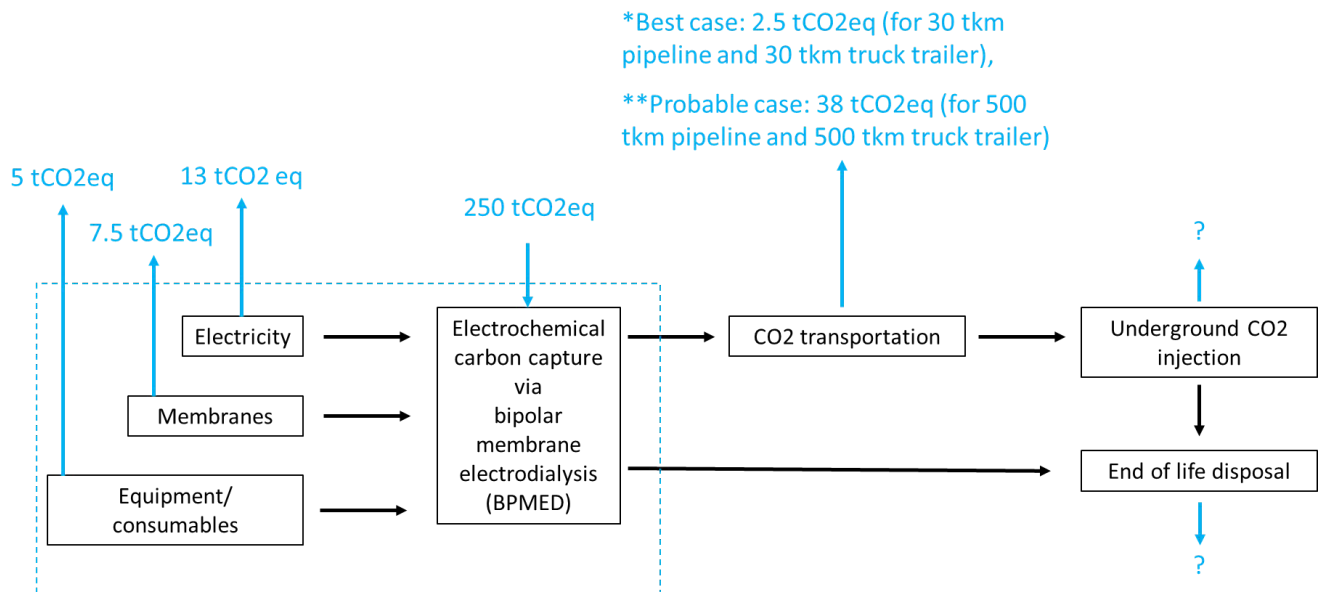 *Best case: 2.5 tCO2eq (for 30 tkm
pipeline and 30 tkm truck trailer),
**Probable case: 38 tCO2eq (for 500
tkm pipeline and 500 tkm truck trailer)
5 tCO2eq
13 tCO2 eq
7.5 tCO2eq
250 tCO2eq
?
Electricity
Membranes
Equipment/
consumables
Electrochemical
carbon capture
via
bipolar
membrane
electrodialysis
(BPMED)
CO2 transportation
Underground CO2
injection
End of life disposal
?